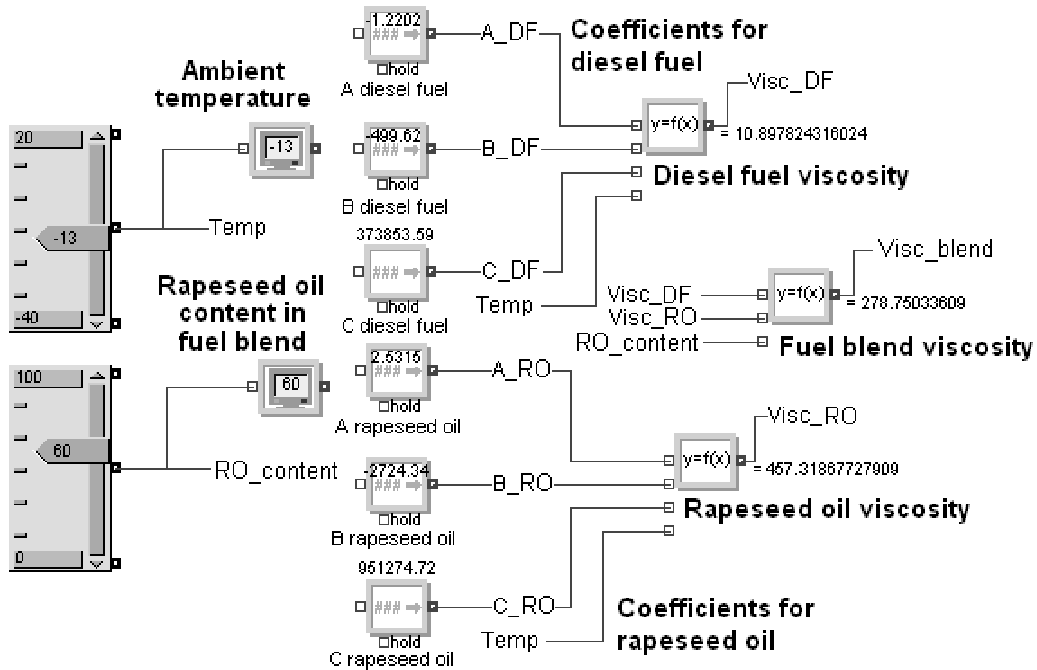 -1.2202
###
hold
A diesel fuel
A_DF
Coefficients for
diesel fuel
Visc_DF
y=f(x)
= 10.897824316024
Diesel fuel viscosity
Ambient
temperature
-13
20
-13
-40
Temp
-499.62
###
hold
B diesel fuel
B_DF
373853.59
###
hold
C diesel fuel
C_DF
Temp
Visc_blend
Visc_DF
Visc_RO
RO_content
y=f(x)
= 278.75033609
Fuel blend viscosity
Rapeseed oil
content in
fuel blend
60
100
60
0
RO_content
2.5315
###
hold
A rapeseed oil
A_RO
Visc_RO
y=f(x)
= 457.31867727909
Rapeseed oil viscosity
-2724.34
###
hold
B rapeseed oil
B_RO
951274.72
###
hold
C rapeseed oil
C_RO
Temp
Coefficients for
rapeseed oil